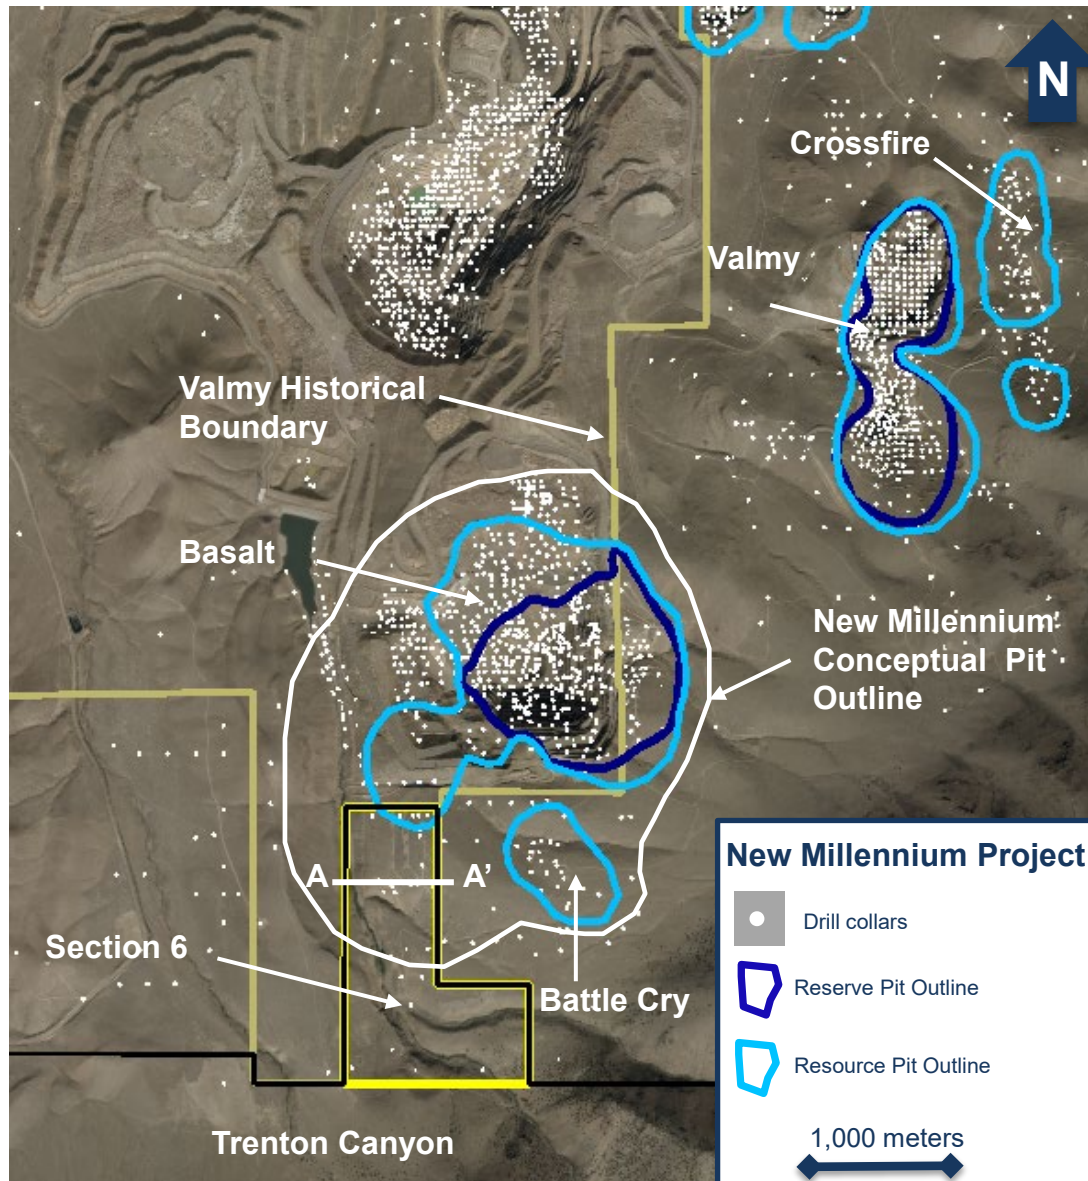 N
Crossfire
Valmy
Valmy Historical
Boundary
Basalt
New Millennium
Conceptual Pit
Outline
A
A’
Section 6
Battle Cry
Trenton Canyon
New Millennium Project
Drill collars
Reserve Pit Outline
Resource Pit Outline
1,000 meters